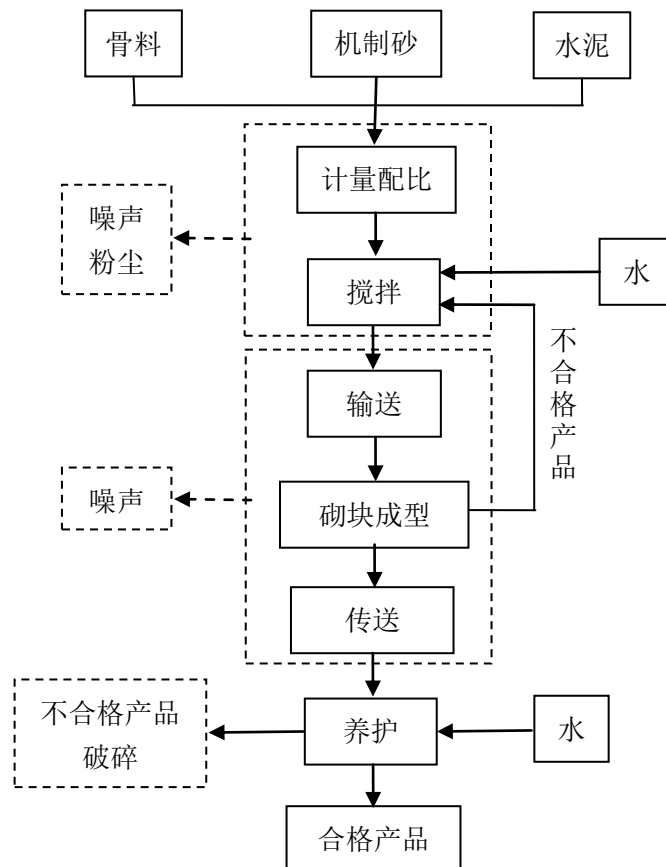 骨料
机制砂
水泥
计量配比
噪声
粉尘
搅拌
水
不合格产品
输送
噪声
砌块成型
传送
不合格产品
破碎
养护
水
合格产品